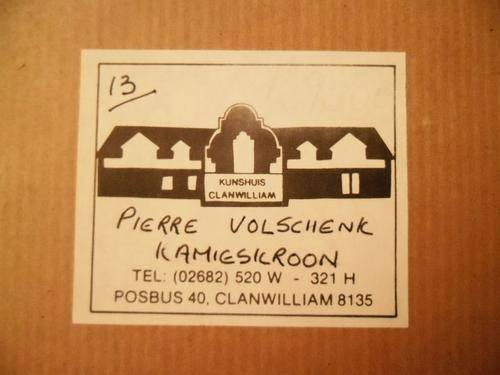 13
KUNSHUIS
CLANWILLIAM
PIERRE VOLSCHENK
KAMIESKROON
TEL: (02682) 520 W - 321 H
POSBUS 40, CLANWILLIAM 8135